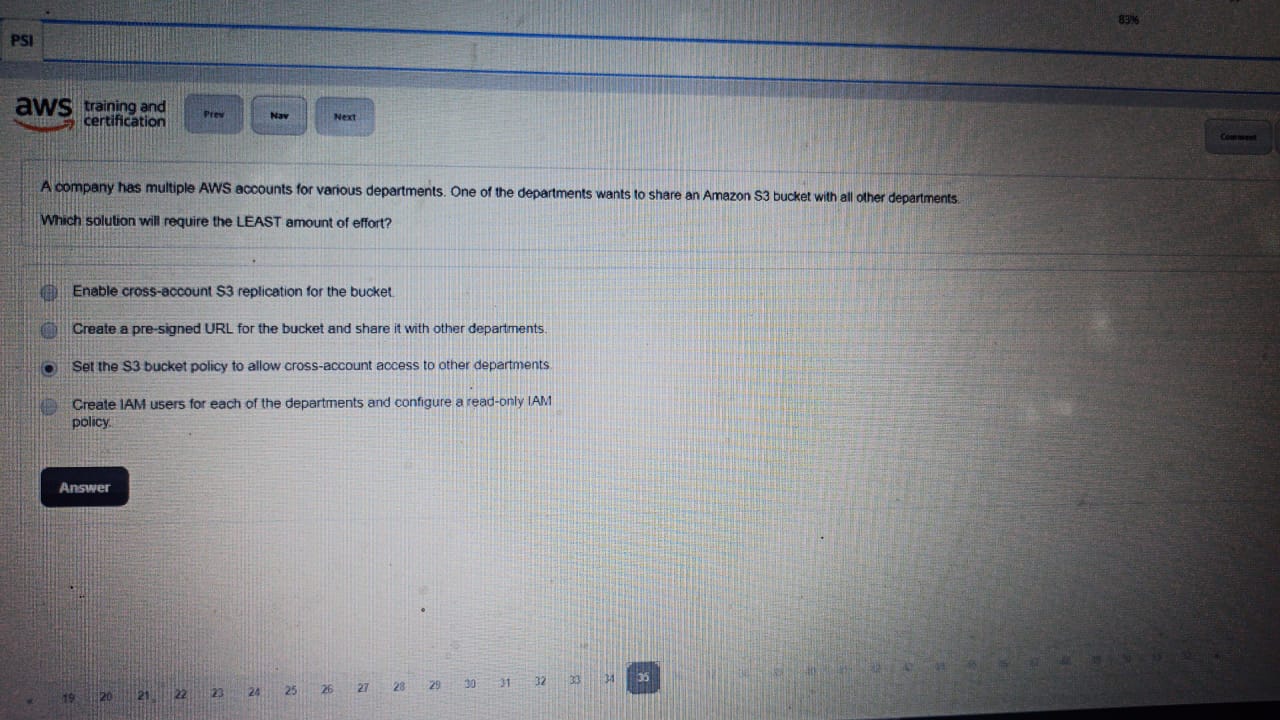 83%
PSI
aws training and
certification
Prev
Nav
Next
Comment
A company has multiple AWS accounts for various departments. One of the departments wants to share an Amazon S3 bucket with all other departments.
Which solution will require the LEAST amount of effort?
Enable cross-account S3 replication for the bucket.
Create a pre-signed URL for the bucket and share it with other departments.
Set the S3 bucket policy to allow cross-account access to other departments.
Create IAM users for each of the departments and configure a read-only IAM
policy.
Answer
19 20 21 22 23 24 25 26 27 28 29 30 31 32 33 34 35